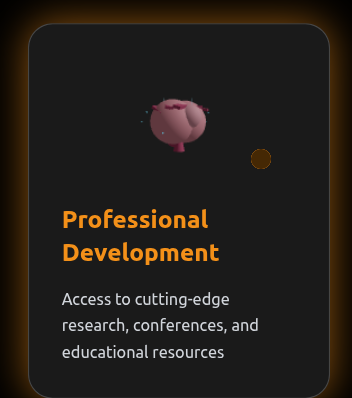 Professional
Development
Access to cutting-edge
research, conferences, and
educational resources